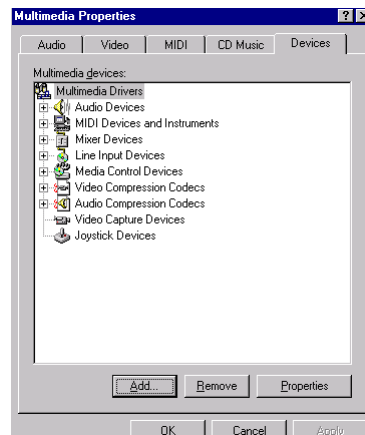 Multimedia Properties
Audio Video MIDI CD Music Devices
Multimedia devices:
Multimedia Drivers
Audio Devices
MIDI Devices and Instruments
Mixer Devices
Line Input Devices
Media Control Devices
Video Compression Codecs
Audio Compression Codecs
Video Capture Devices
Joystick Devices
Add... Remove Properties
OK Cancel Apply